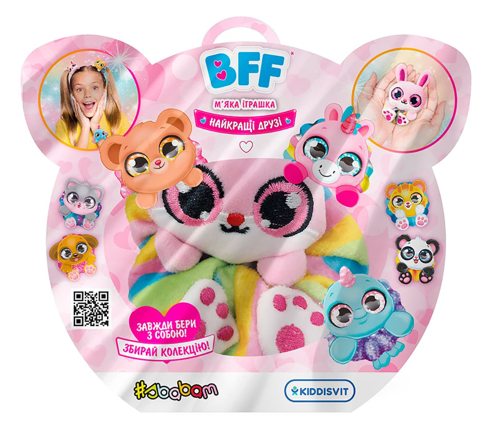 BFF
М'ЯКА ІГРАШКА
НАЙКРАЩІ ДРУЗІ
ЗАВЖДИ БЕРИ
З СОБОЮ!
ЗБИРАЙ КОЛЕКЦІЮ!
#sbabam
KIDDISVIT